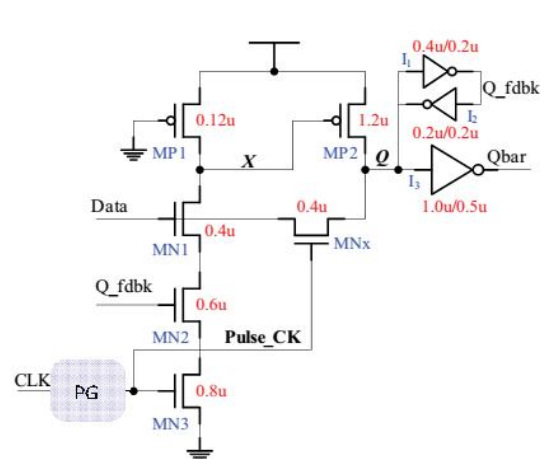 0.4u/0.2u
I1
Q_fdbk
I2
0.2u/0.2u
0.12u
1.2u
MP1
X
MP2
Q
Qbar
I3
1.0u/0.5u
Data
0.4u
0.4u
MN1
MNx
Q_fdbk
0.6u
MN2
Pulse_CK
CLK
PG
0.8u
MN3